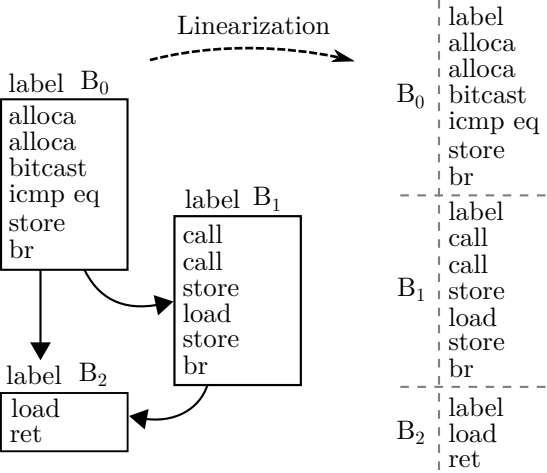 Linearization
label B0
alloca
alloca
bitcast
icmp eq
store
br
label B1
call
call
store
load
store
br
label B2
load
ret
B0
label
alloca
alloca
bitcast
icmp eq
store
br
B1
label
call
call
store
load
store
br
B2
label
load
ret